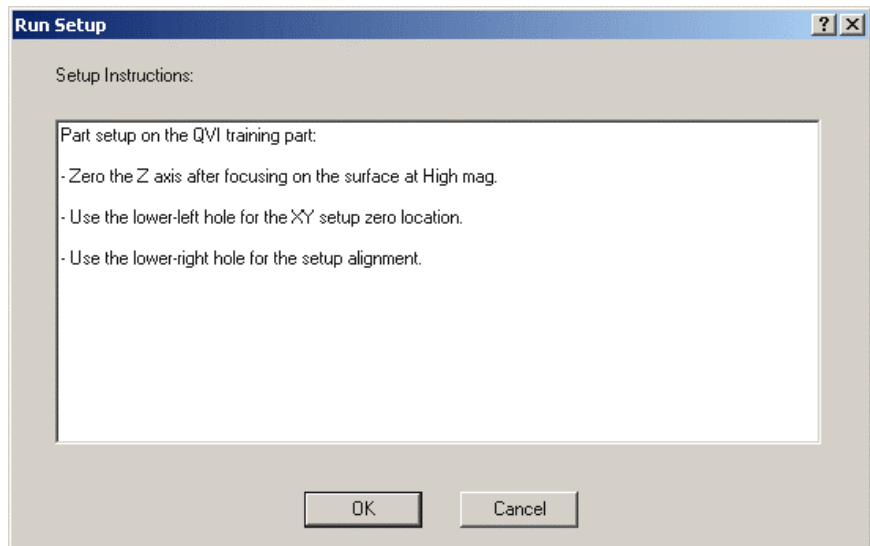 Run Setup
Setup Instructions:
Part setup on the QVI training part:
- Zero the Z axis after focusing on the surface at High mag.
- Use the lower-left hole for the XY setup zero location.
- Use the lower-right hole for the setup alignment.
OK Cancel